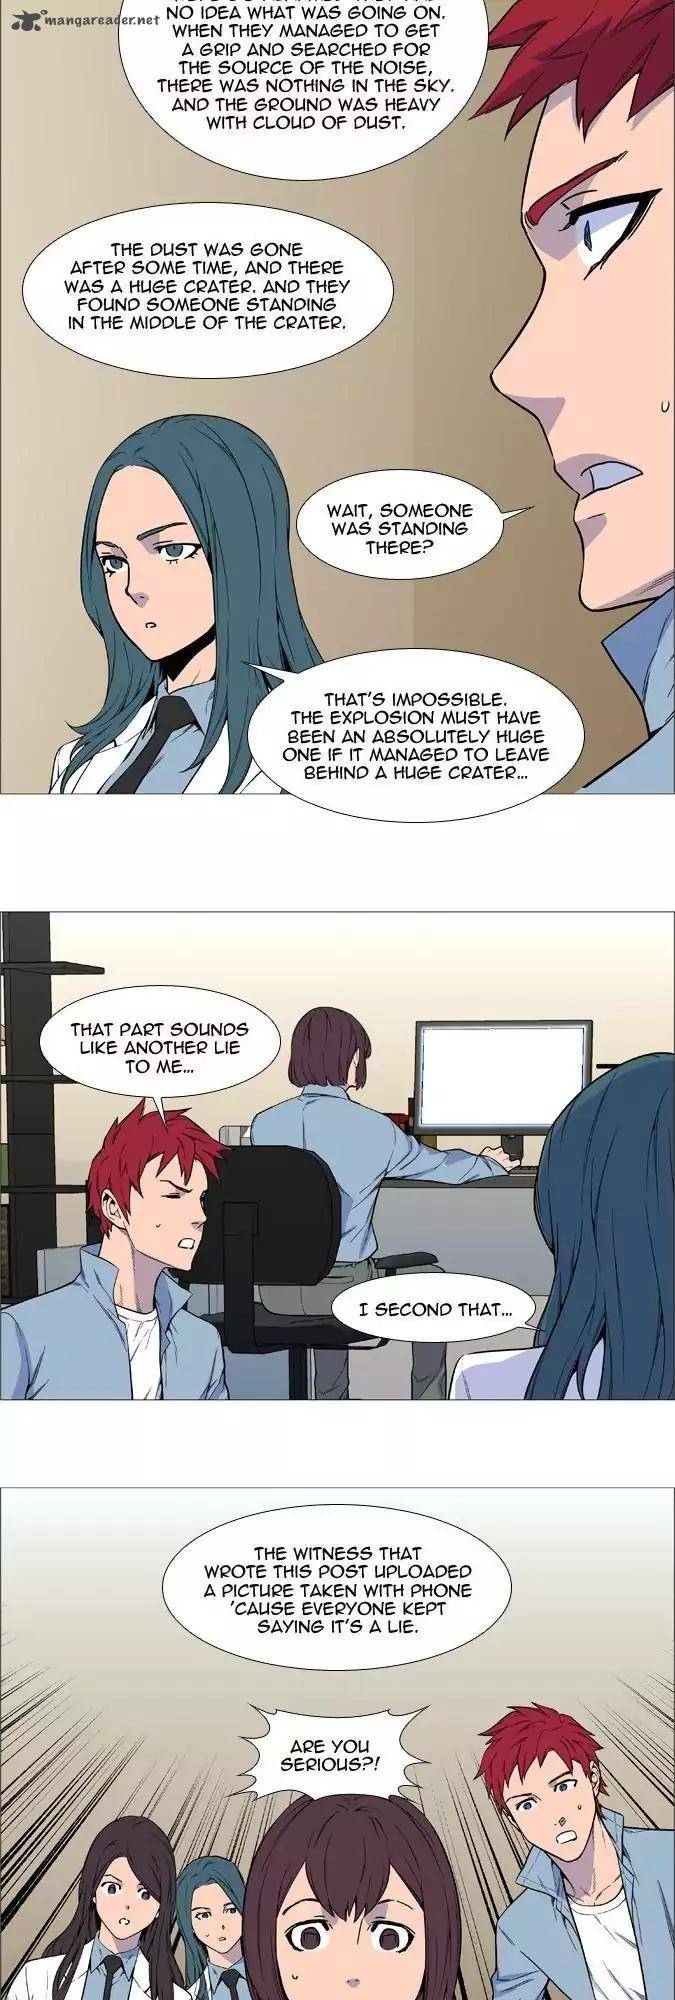 mangareader.net
NO IDEA WHAT WAS GOING ON.
WHEN THEY MANAGED TO GET
A GRIP AND SEARCHED FOR
THE SOURCE OF THE NOISE,
THERE WAS NOTHING IN THE SKY.
AND THE GROUND WAS HEAVY
WITH CLOUD OF DUST.
THE DUST WAS GONE
AFTER SOME TIME, AND THERE
WAS A HUGE CRATER. AND THEY
FOUND SOMEONE STANDING
IN THE MIDDLE OF THE CRATER.
WAIT, SOMEONE
WAS STANDING
THERE?
THAT'S IMPOSSIBLE.
THE EXPLOSION MUST HAVE
BEEN AN ABSOLUTELY HUGE
ONE IF IT MANAGED TO LEAVE
BEHIND A HUGE CRATER...
THAT PART SOUNDS
LIKE ANOTHER LIE
TO ME...
I SECOND THAT...
THE WITNESS THAT
WROTE THIS POST UPLOADED
A PICTURE TAKEN WITH PHONE
'CAUSE EVERYONE KEPT
SAYING IT'S A LIE.
ARE YOU
SERIOUS?!